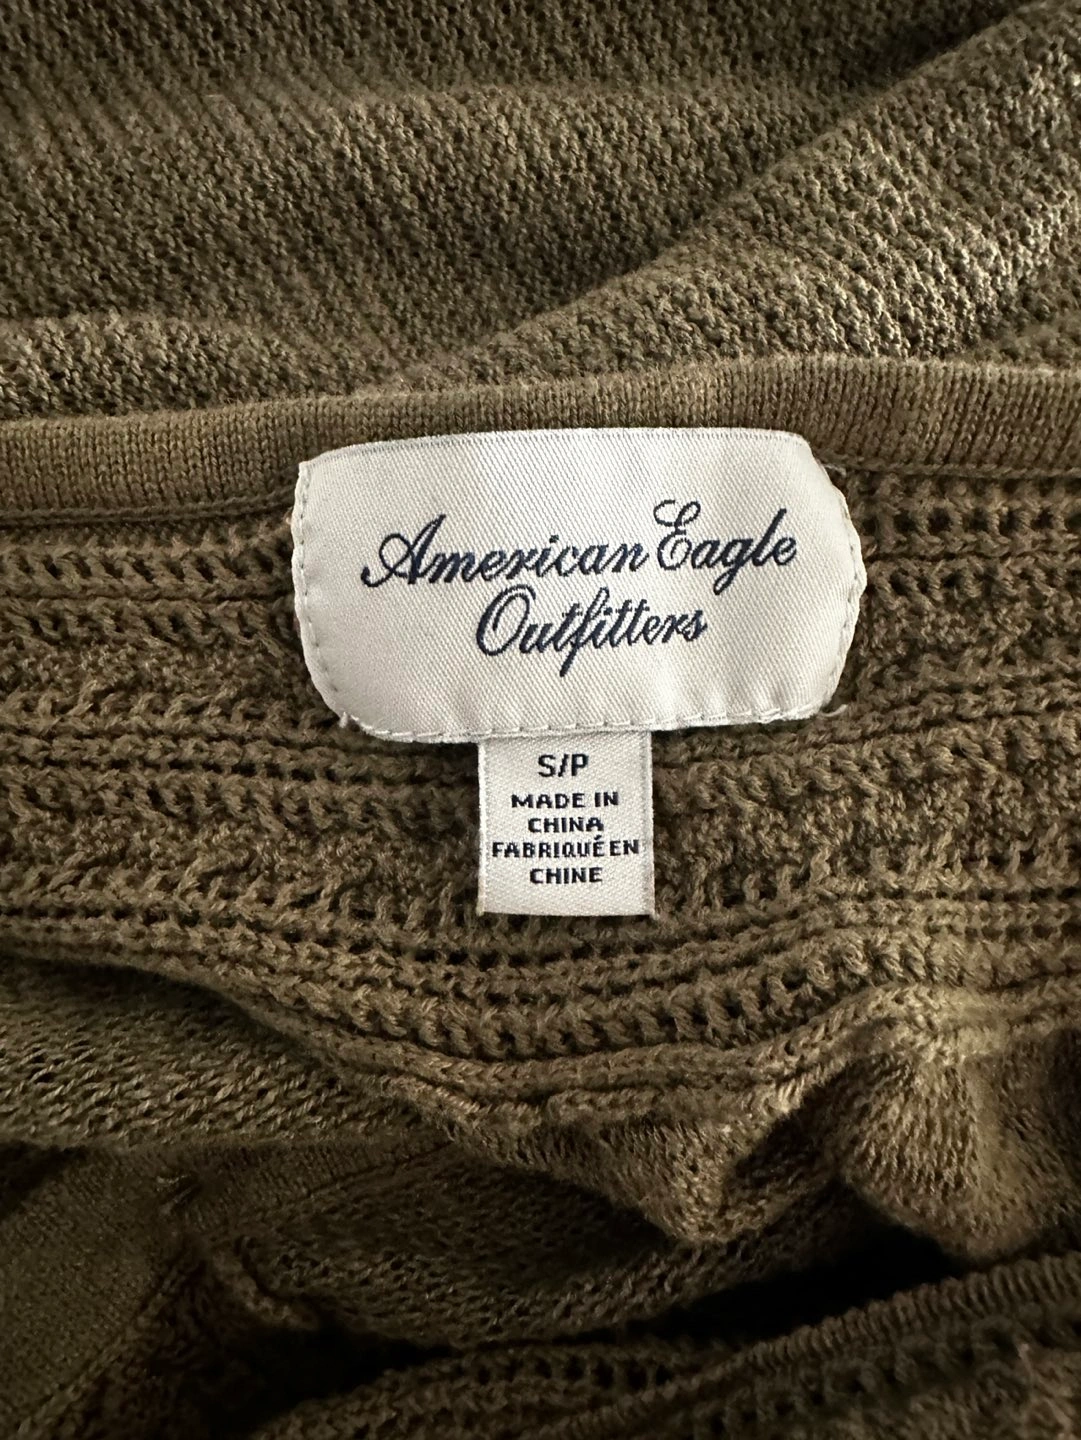 American Eagle
Outfitters
S/P
MADE IN
CHINA
FABRIQUÉ EN
CHINE